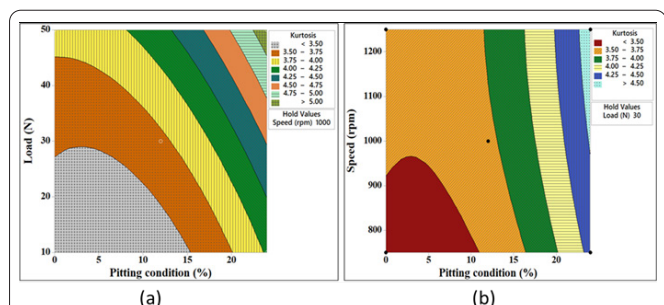 50
40
30
20
10
Load (N)
0
5
10
15
20
Pitting condition (%)
Kurtosis
< 3.50
3.50 – 3.75
3.75 – 4.00
4.00 – 4.25
4.25 – 4.50
4.50 – 4.75
4.75 – 5.00
> 5.00
Hold Values
Speed (rpm) 1000
(a)
1200
1100
1000
900
800
Speed (rpm)
0
5
10
15
20
Pitting condition (%)
Kurtosis
< 3.50
3.50 – 3.75
3.75 – 4.00
4.00 – 4.25
4.25 – 4.50
> 4.50
Hold Values
Load (N) 30
(b)